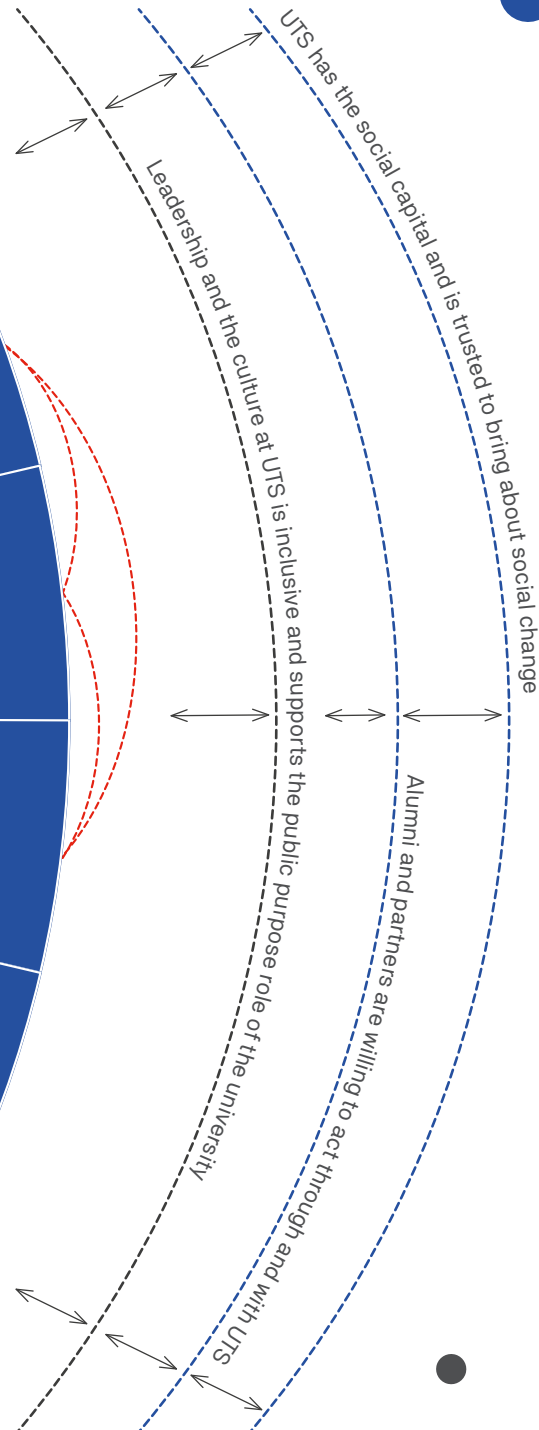 UTS has the social capital and is trusted to bring about social change
Leadership and the culture at UTS is inclusive and supports the public purpose role of the university
Alumni and partners are willing to act through and with UTS